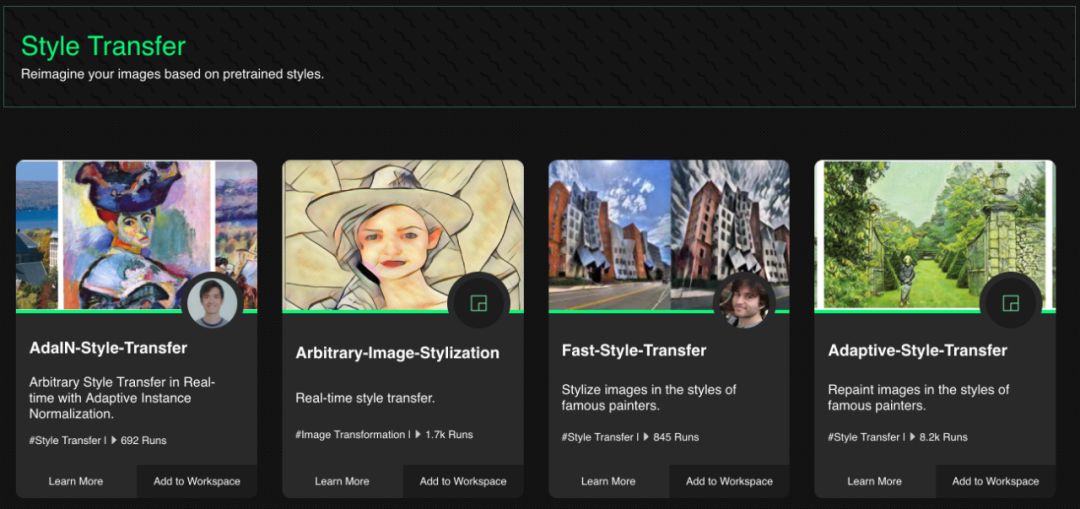 Style Transfer
Reimagine your images based on pretrained styles.
AdaIN-Style-Transfer
Arbitrary Style Transfer in Real-
time with Adaptive Instance
Normalization.
#Style Transfer | 692 Runs
Learn More
Add to Workspace
Arbitrary-Image-Stylization
Real-time style transfer.
#Image Transformation | 1.7k Runs
Learn More
Add to Workspace
Fast-Style-Transfer
Stylize images in the styles of
famous painters.
#Style Transfer | 845 Runs
Learn More
Add to Workspace
Adaptive-Style-Transfer
Repaint images in the styles of
famous painters.
#Style Transfer | 8.2k Runs
Learn More
Add to Workspace